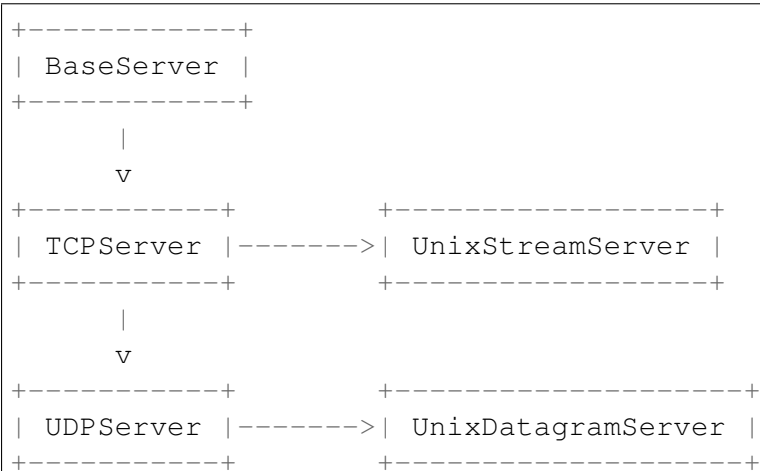 +------------+
| BaseServer |
+------------+
      |
      v
+-----------+        +------------------+
| TCPServer |------->| UnixStreamServer |
+-----------+        +------------------+
      |
      v
+-----------+        +--------------------+
| UDPServer |------->| UnixDatagramServer |
+-----------+        +--------------------+